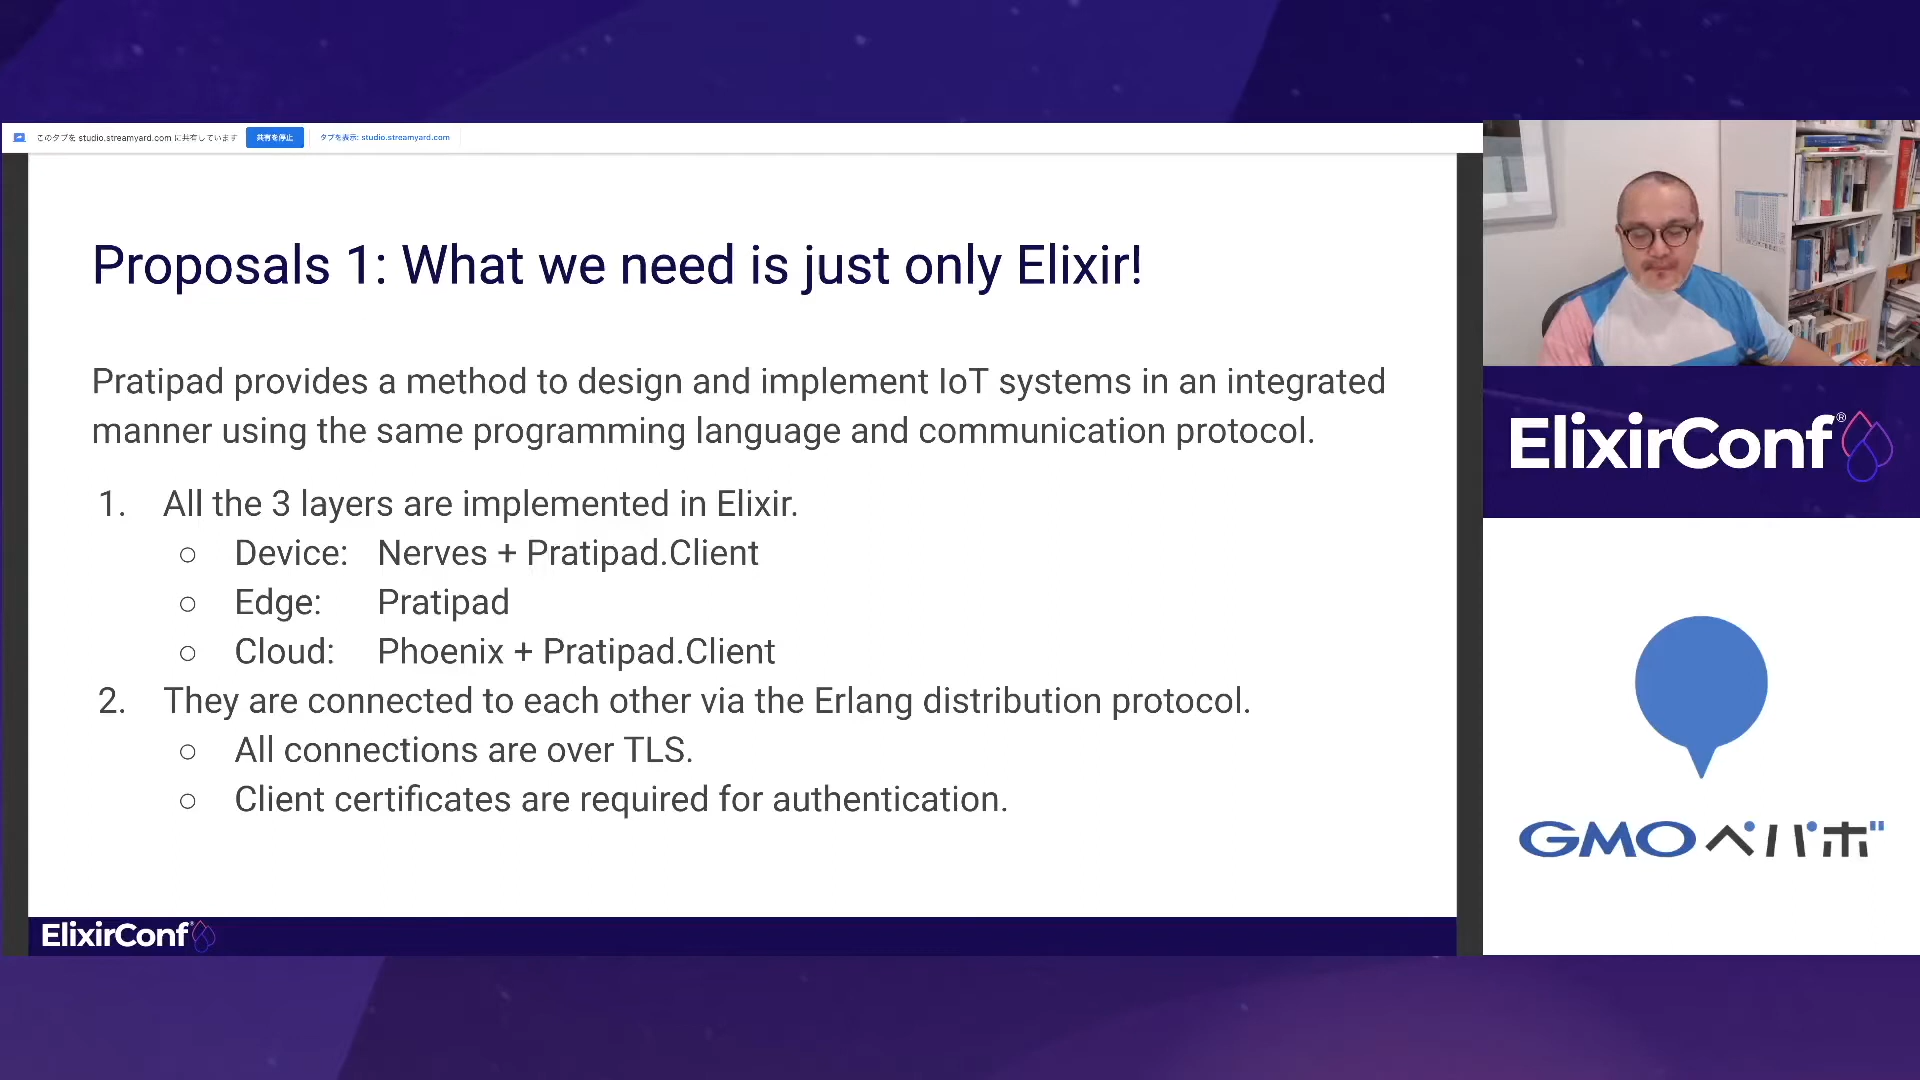 このタブを studio.streamyard.com に共有しています 共有を停止 タブを表示: studio.streamyard.com
Proposals 1: What we need is just only Elixir!
Pratipad provides a method to design and implement IoT systems in an integrated
manner using the same programming language and communication protocol.
1. All the 3 layers are implemented in Elixir.
○ Device: Nerves + Pratipad.Client
○ Edge: Pratipad
○ Cloud: Phoenix + Pratipad.Client
2. They are connected to each other via the Erlang distribution protocol.
○ All connections are over TLS.
○ Client certificates are required for authentication.
ElixirConf
ElixirConf®
GMOペパボ